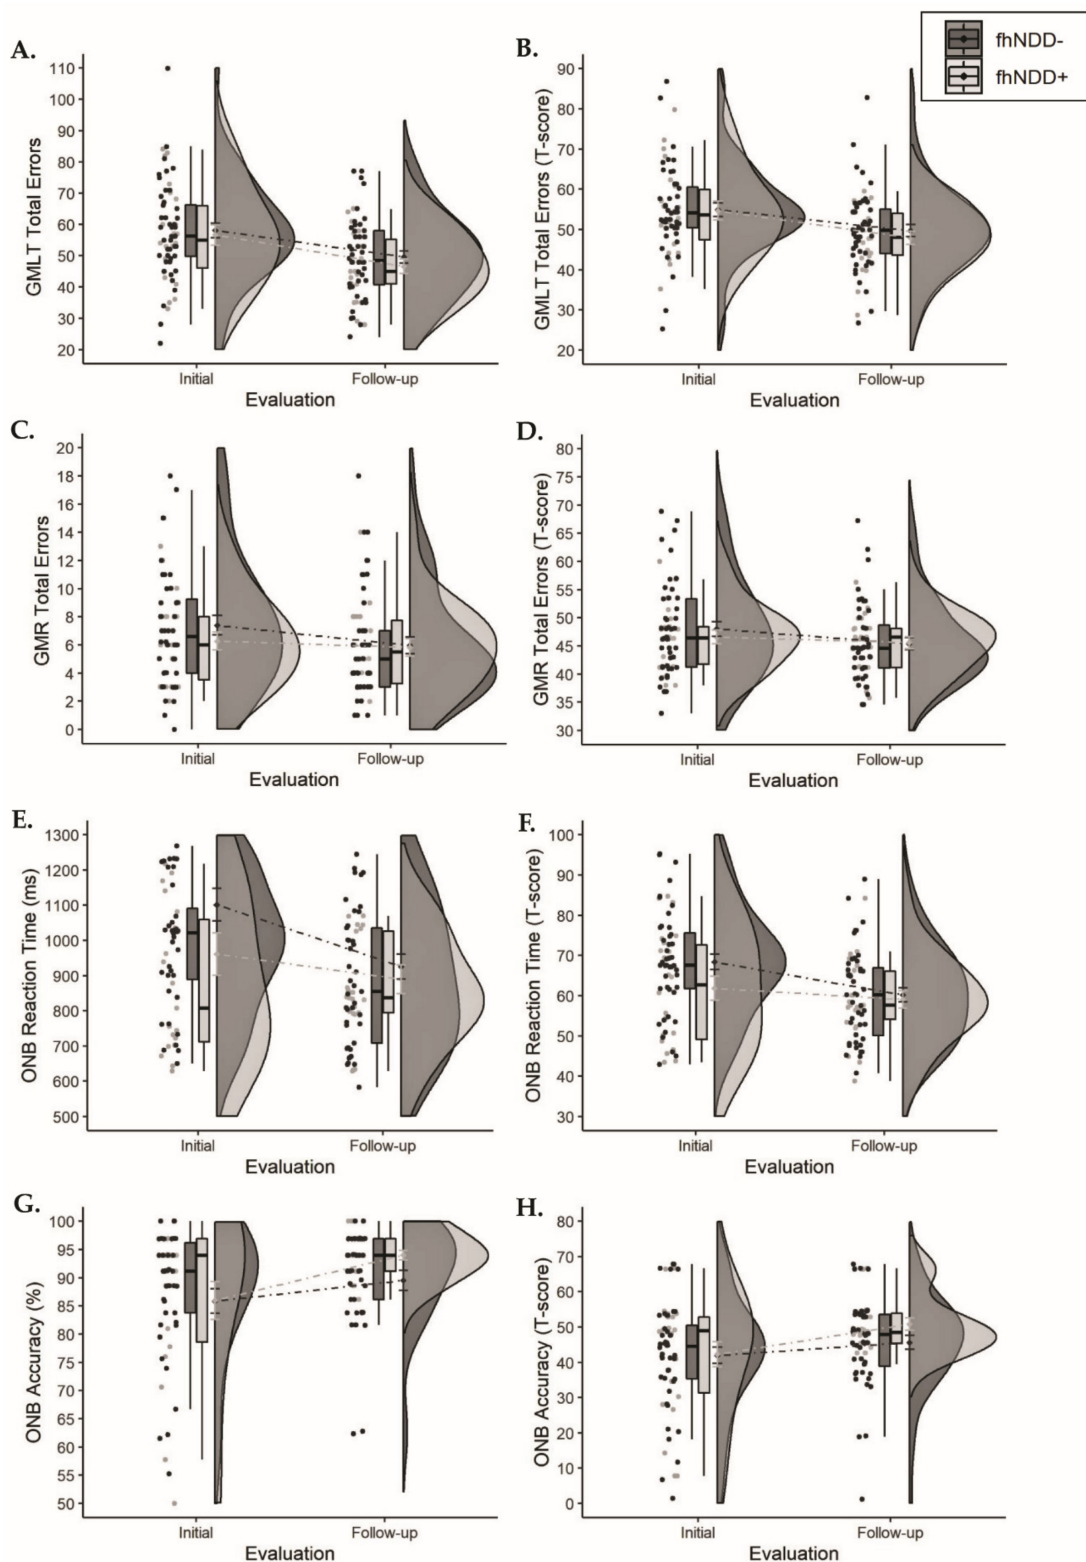 fhNDD-
fhNDD+
A.
GMLT Total Errors
110
100
90
80
70
60
50
40
30
20
Initial
Follow-up
Evaluation
B.
GMLT Total Errors (T-score)
90
80
70
60
50
40
30
20
Initial
Follow-up
Evaluation
C.
GMR Total Errors
20
18
16
14
12
10
8
6
4
2
0
Initial
Follow-up
Evaluation
D.
GMR Total Errors (T-score)
80
75
70
65
60
55
50
45
40
35
30
Initial
Follow-up
Evaluation
E.
ONB Reaction Time (ms)
1300
1200
1100
1000
900
800
700
600
500
Initial
Follow-up
Evaluation
F.
ONB Reaction Time (T-score)
100
90
80
70
60
50
40
30
Initial
Follow-up
Evaluation
G.
ONB Accuracy (%)
100
95
90
85
80
75
70
65
60
55
50
Initial
Follow-up
Evaluation
H.
ONB Accuracy (T-score)
80
70
60
50
40
30
20
10
0
Initial
Follow-up
Evaluation